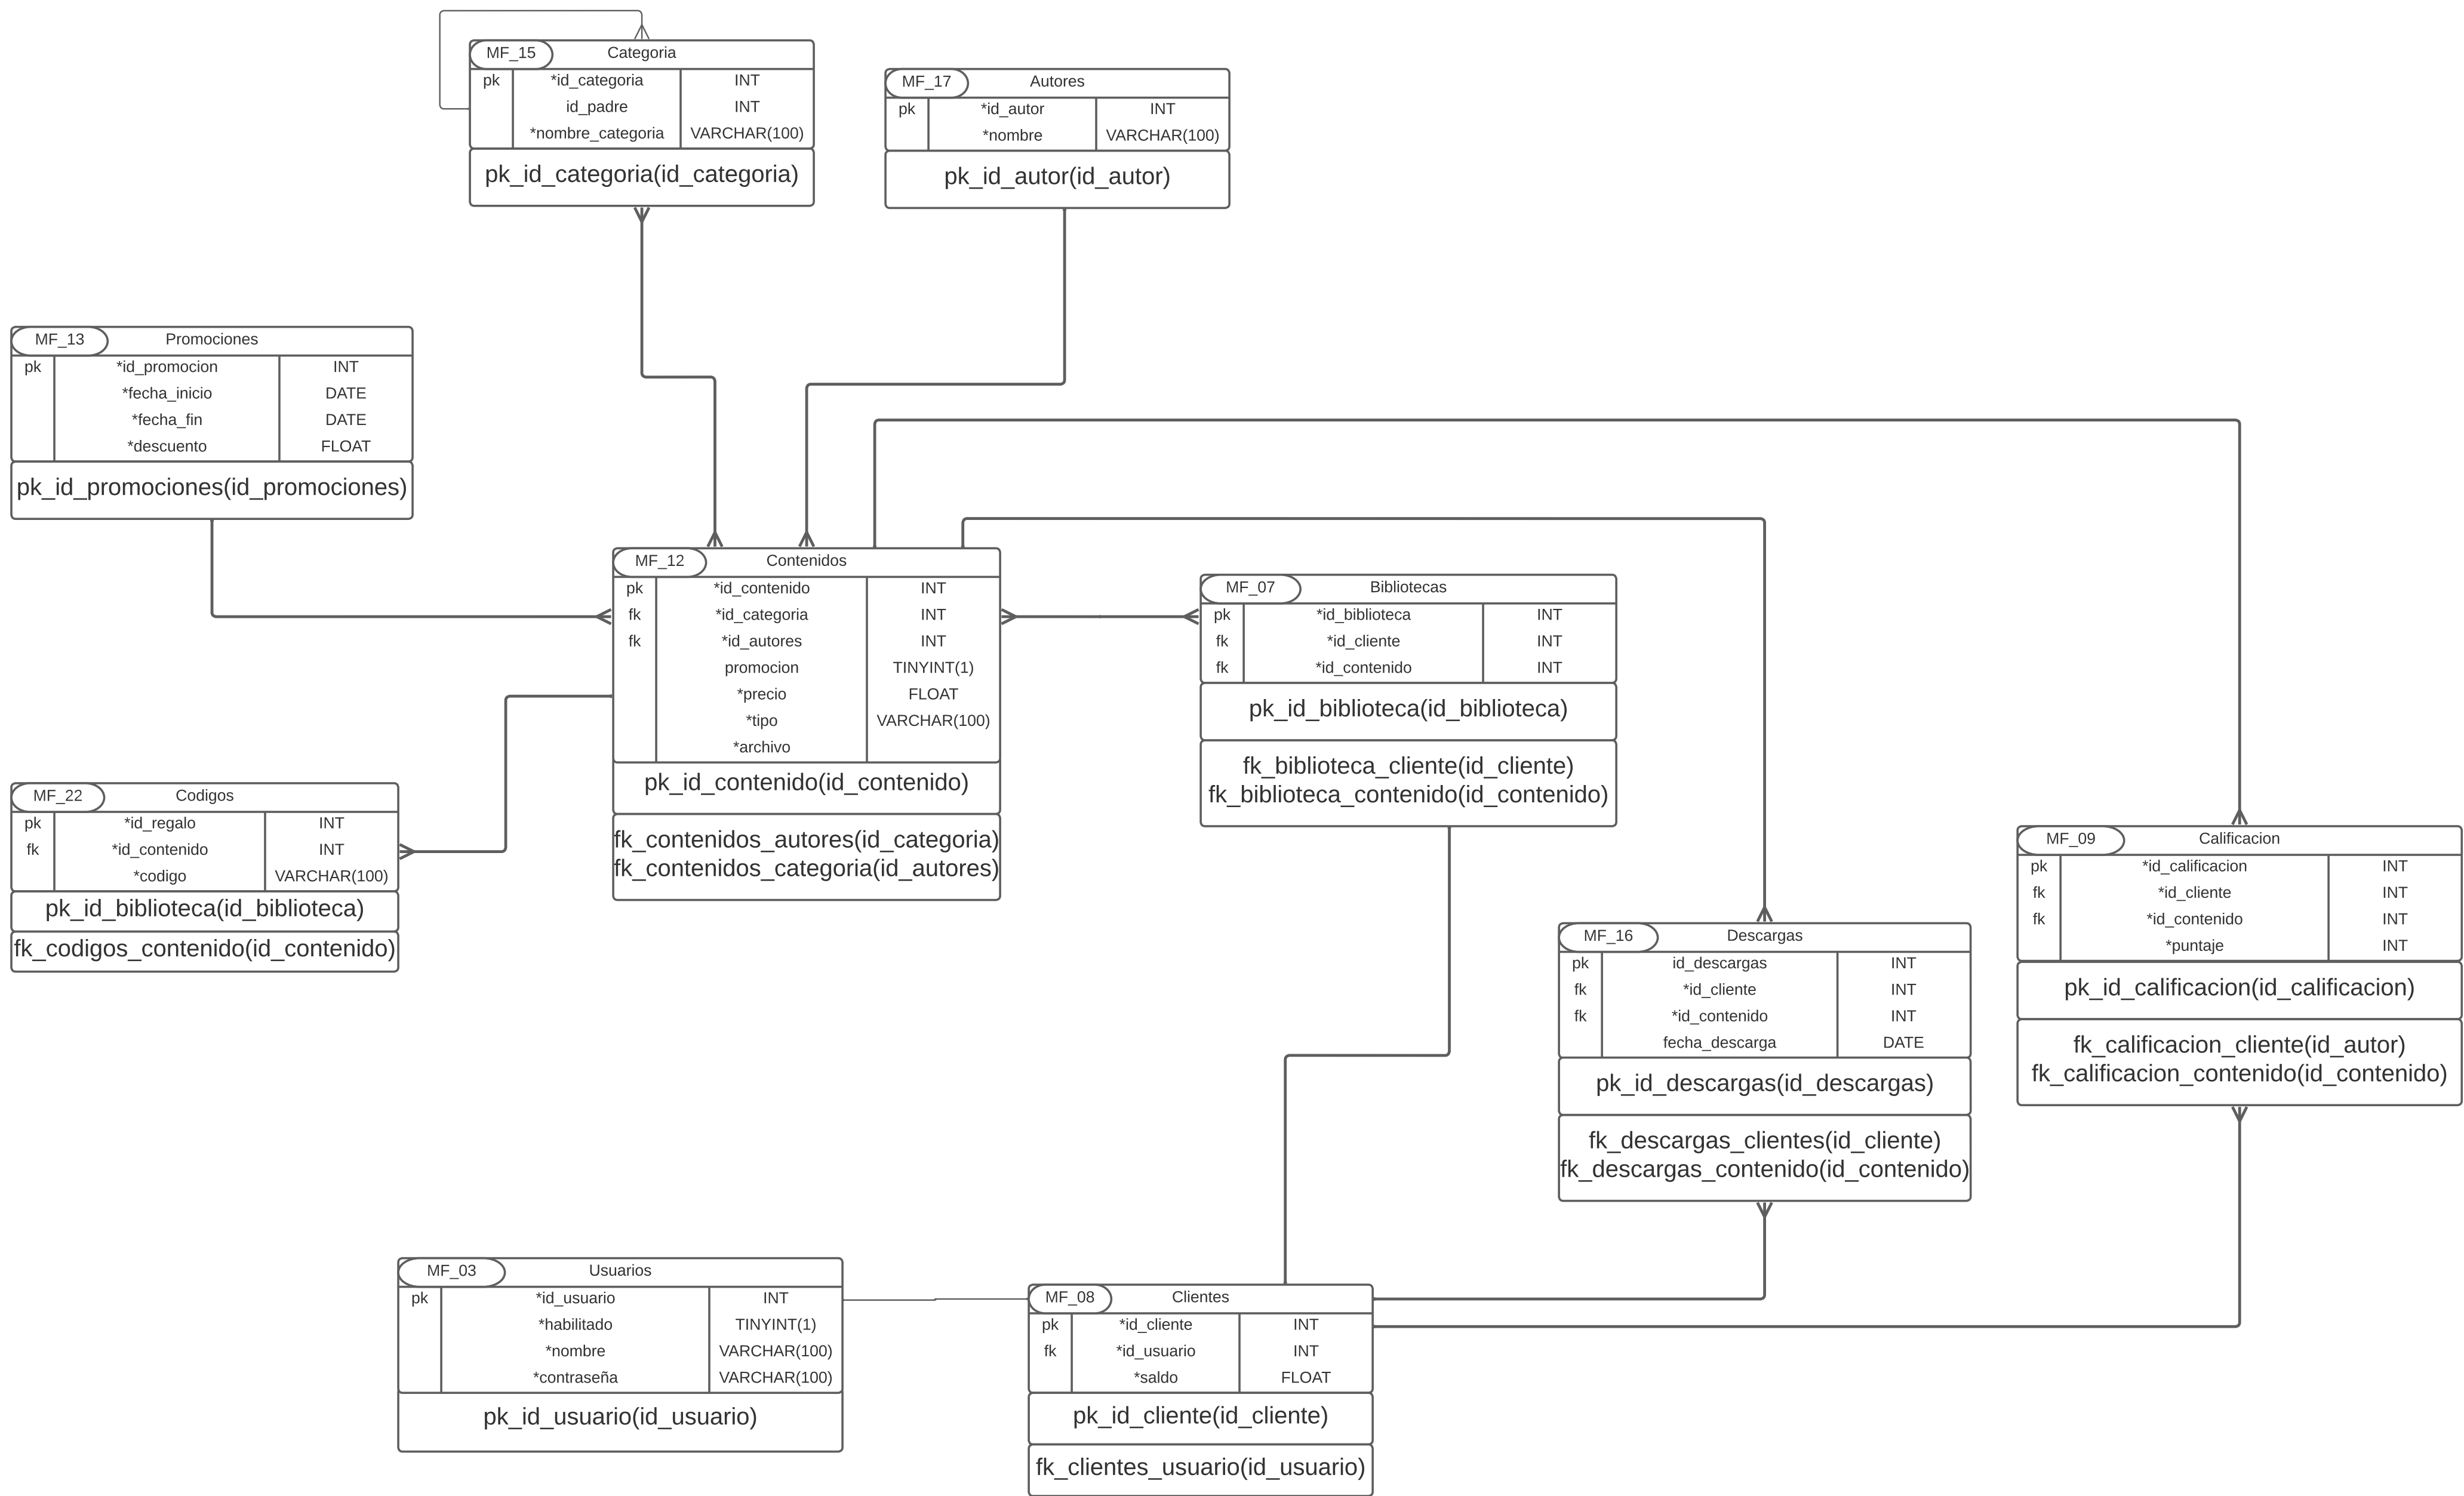 MF_15 Categoria
pk *id_categoria INT
id_padre INT
*nombre_categoria VARCHAR(100)
pk_id_categoria(id_categoria)
MF_17 Autores
pk *id_autor INT
*nombre VARCHAR(100)
pk_id_autor(id_autor)
MF_13 Promociones
pk *id_promocion INT
*fecha_inicio DATE
*fecha_fin DATE
*descuento FLOAT
pk_id_promociones(id_promociones)
MF_12 Contenidos
pk *id_contenido INT
fk *id_categoria INT
fk *id_autores INT
promocion TINYINT(1)
*precio FLOAT
*tipo VARCHAR(100)
*archivo
pk_id_contenido(id_contenido)
fk_contenidos_autores(id_categoria)
fk_contenidos_categoria(id_autores)
MF_07 Bibliotecas
pk *id_biblioteca INT
fk *id_cliente INT
fk *id_contenido INT
pk_id_biblioteca(id_biblioteca)
fk_biblioteca_cliente(id_cliente)
fk_biblioteca_contenido(id_contenido)
MF_22 Codigos
pk *id_regalo INT
fk *id_contenido INT
*codigo VARCHAR(100)
pk_id_biblioteca(id_biblioteca)
fk_codigos_contenido(id_contenido)
MF_09 Calificacion
pk *id_calificacion INT
fk *id_cliente INT
fk *id_contenido INT
*puntaje INT
pk_id_calificacion(id_calificacion)
fk_calificacion_cliente(id_autor)
fk_calificacion_contenido(id_contenido)
MF_16 Descargas
pk id_descargas INT
fk *id_cliente INT
fk *id_contenido INT
fecha_descarga DATE
pk_id_descargas(id_descargas)
fk_descargas_clientes(id_cliente)
fk_descargas_contenido(id_contenido)
MF_03 Usuarios
pk *id_usuario INT
*habilitado TINYINT(1)
*nombre VARCHAR(100)
*contraseña VARCHAR(100)
pk_id_usuario(id_usuario)
MF_08 Clientes
pk *id_cliente INT
fk *id_usuario INT
*saldo FLOAT
pk_id_cliente(id_cliente)
fk_clientes_usuario(id_usuario)